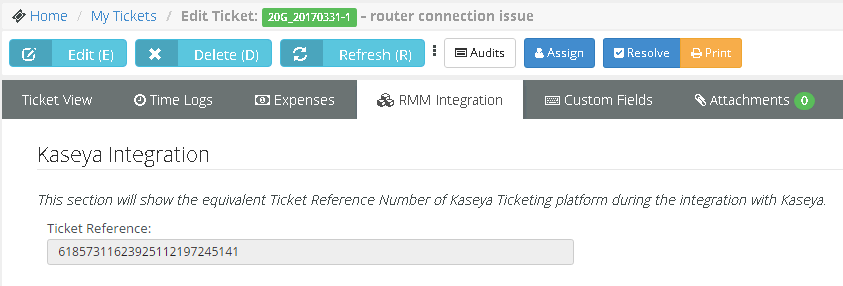 Home / My Tickets / Edit Ticket: 20G_20170331-1 – router connection issue
Edit (E) Delete (D) Refresh (R) Audits Assign Resolve Print
Ticket View Time Logs Expenses RMM Integration Custom Fields Attachments 0
Kaseya Integration
This section will show the equivalent Ticket Reference Number of Kaseya Ticketing platform during the integration with Kaseya.
Ticket Reference:
61857311623925112197245141